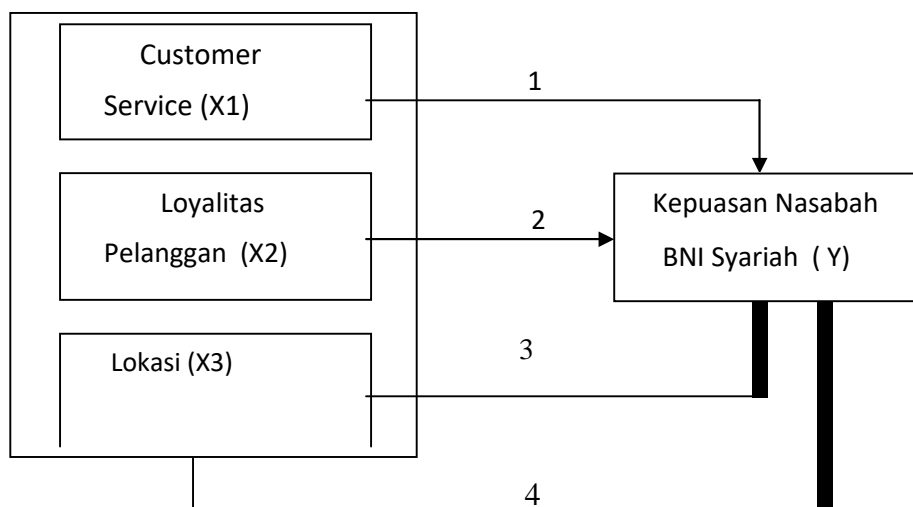 Customer
Service (X1)
1
Loyalitas
Pelanggan (X2)
2
Kepuasan Nasabah
BNI Syariah ( Y)
Lokasi (X3)
3
4